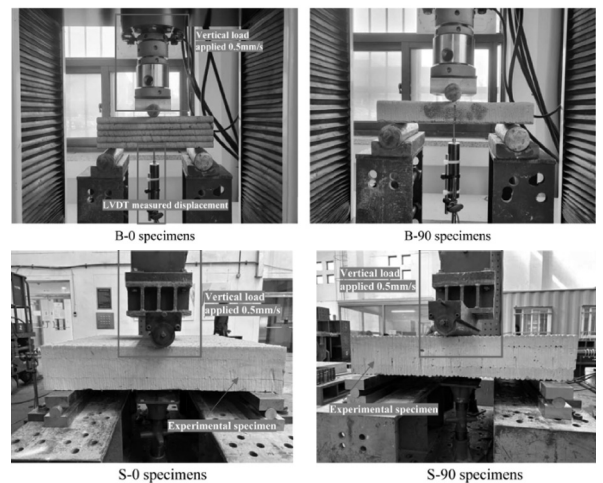 Vertical load
applied 0.5mm/s
LVDT measured displacement
B-0 specimens
B-90 specimens
Vertical load
applied 0.5mm/s
Experimental specimen
S-0 specimens
Vertical load
applied 0.5mm/s
Experimental specimen
S-90 specimens